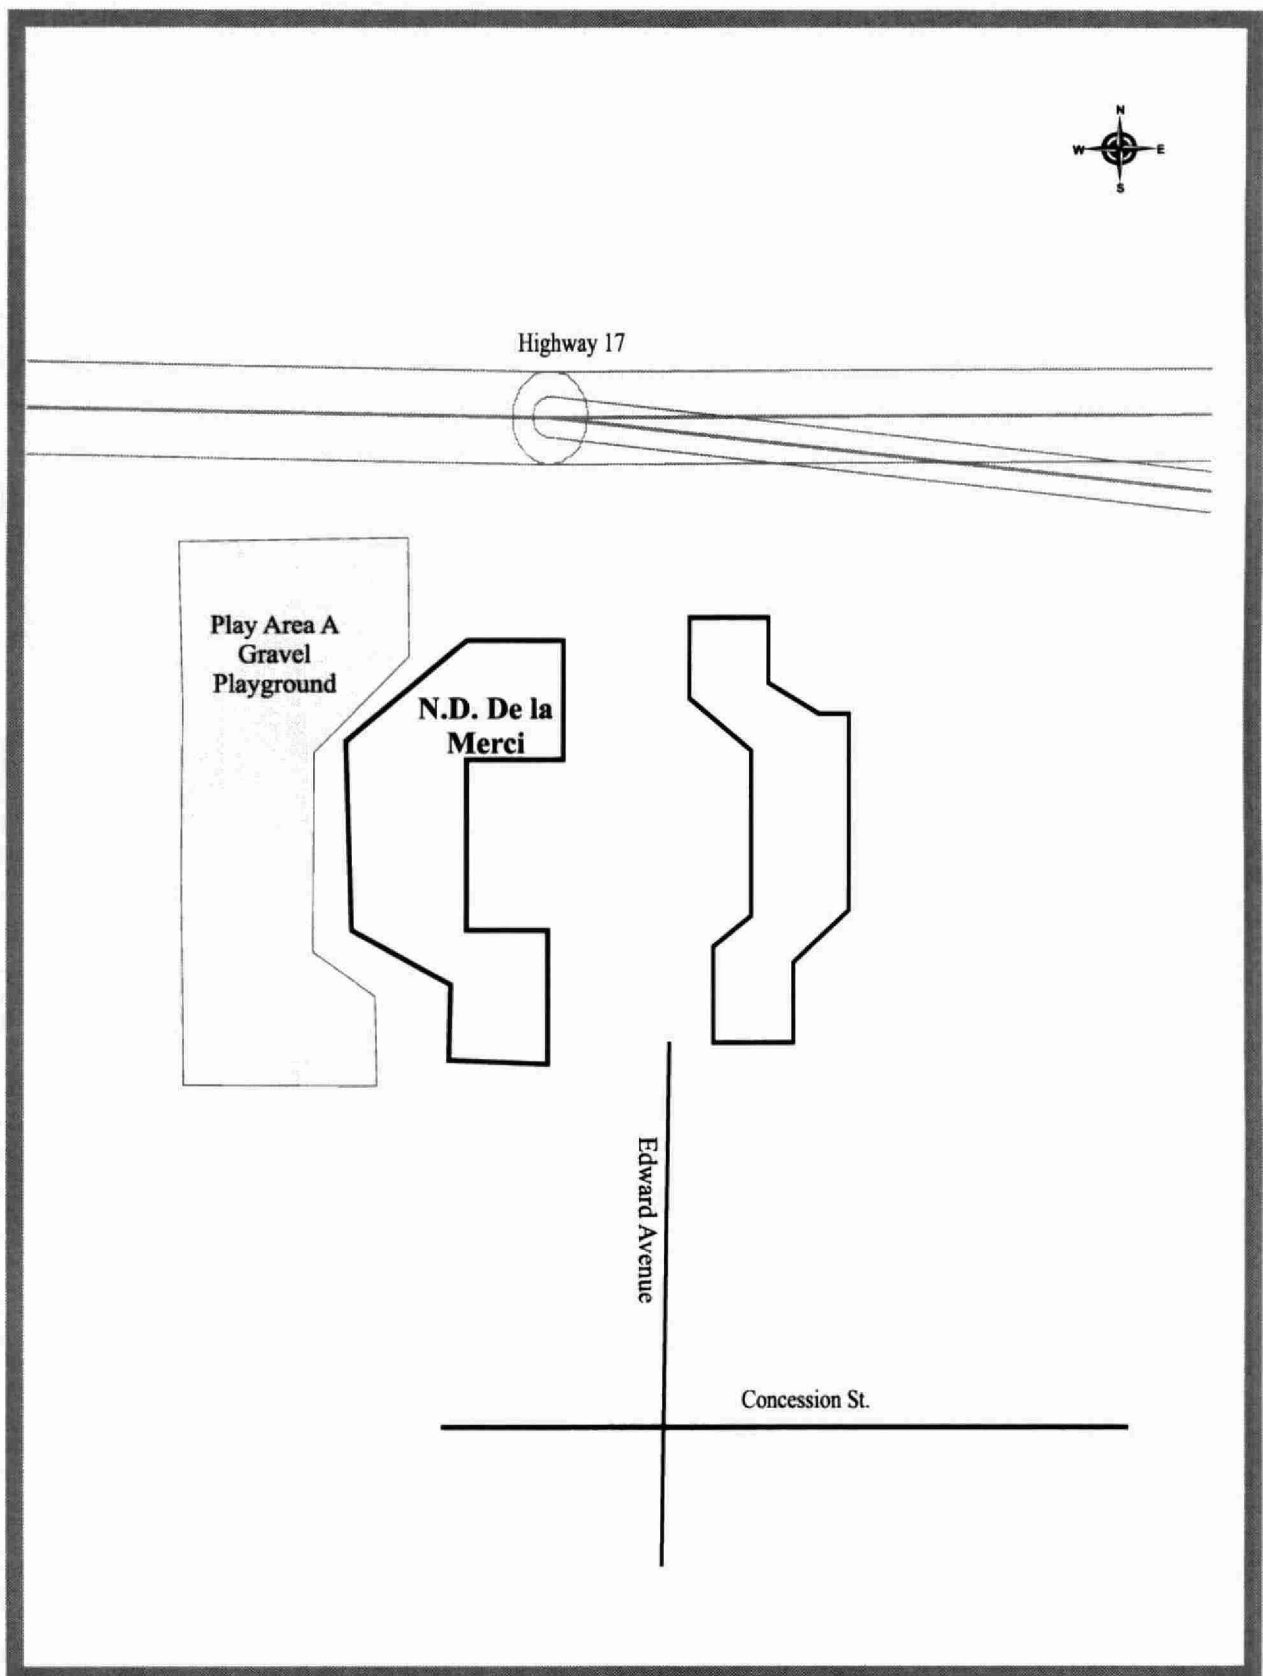 N
W E
S
Highway 17
Play Area A
Gravel
Playground
N.D. De la
Merci
Edward Avenue
Concession St.